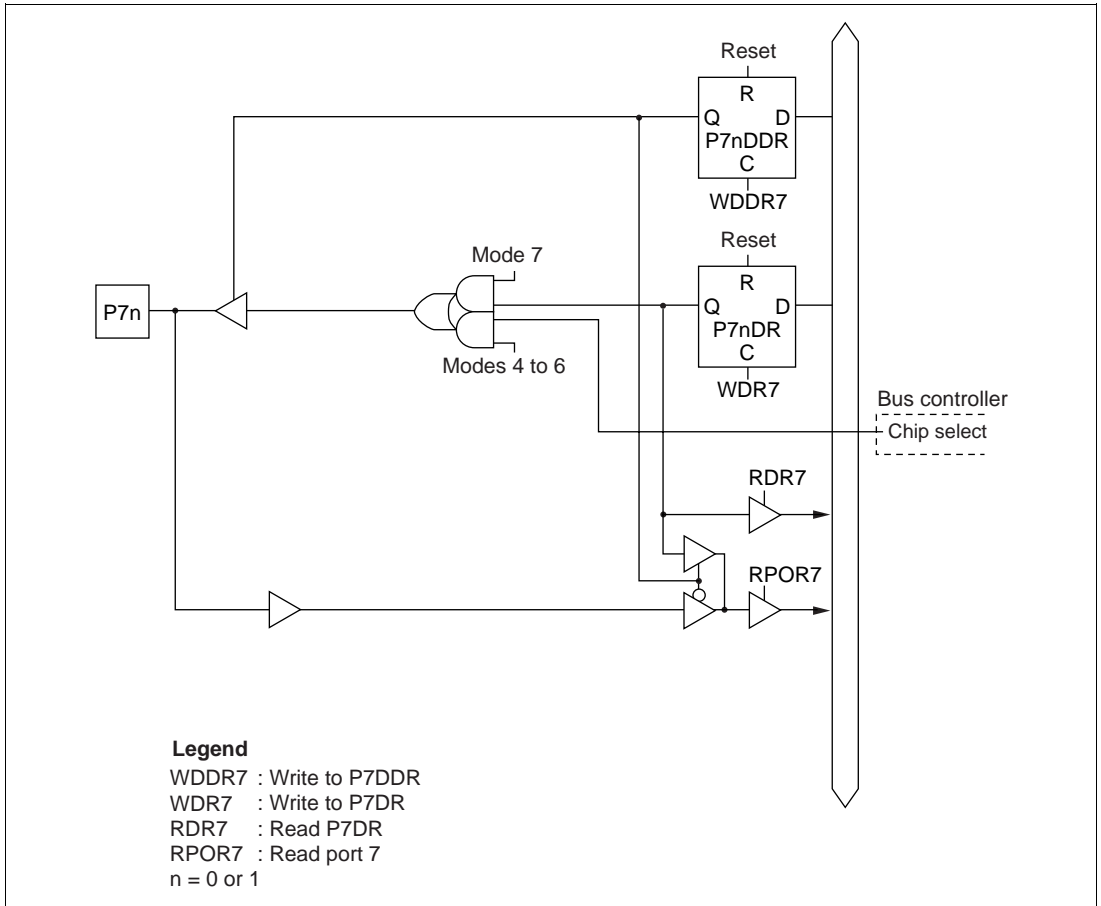 Reset
R
Q D
P7nDDR
C
WDDR7
Reset
Mode 7
R
P7n
Q D
P7nDR
C
Modes 4 to 6
WDR7
Bus controller
Chip select
RDR7
RPOR7
Legend
WDDR7 : Write to P7DDR
WDR7 : Write to P7DR
RDR7 : Read P7DR
RPOR7 : Read port 7
n = 0 or 1